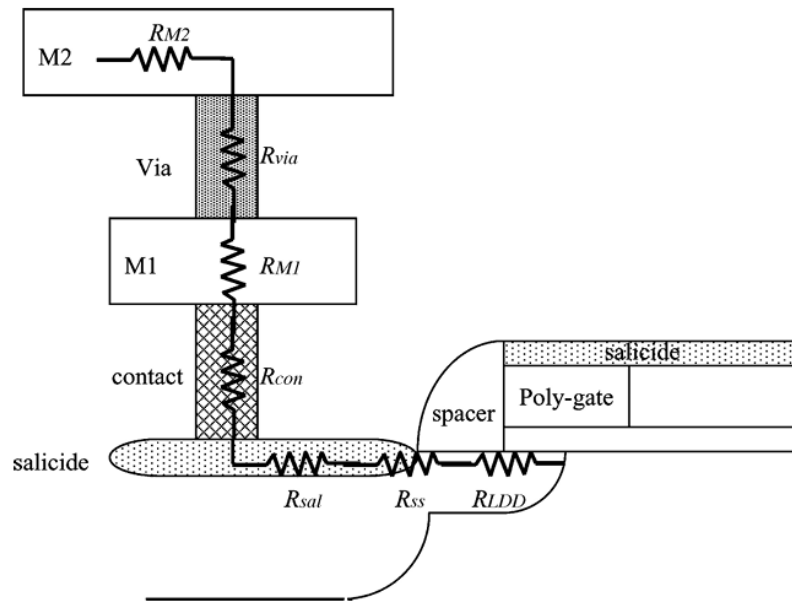 RM2
M2
Via
Rvia
M1
RM1
salicide
contact
Rcon
Poly-gate
spacer
salicide
Rsal
Rss
RLDD